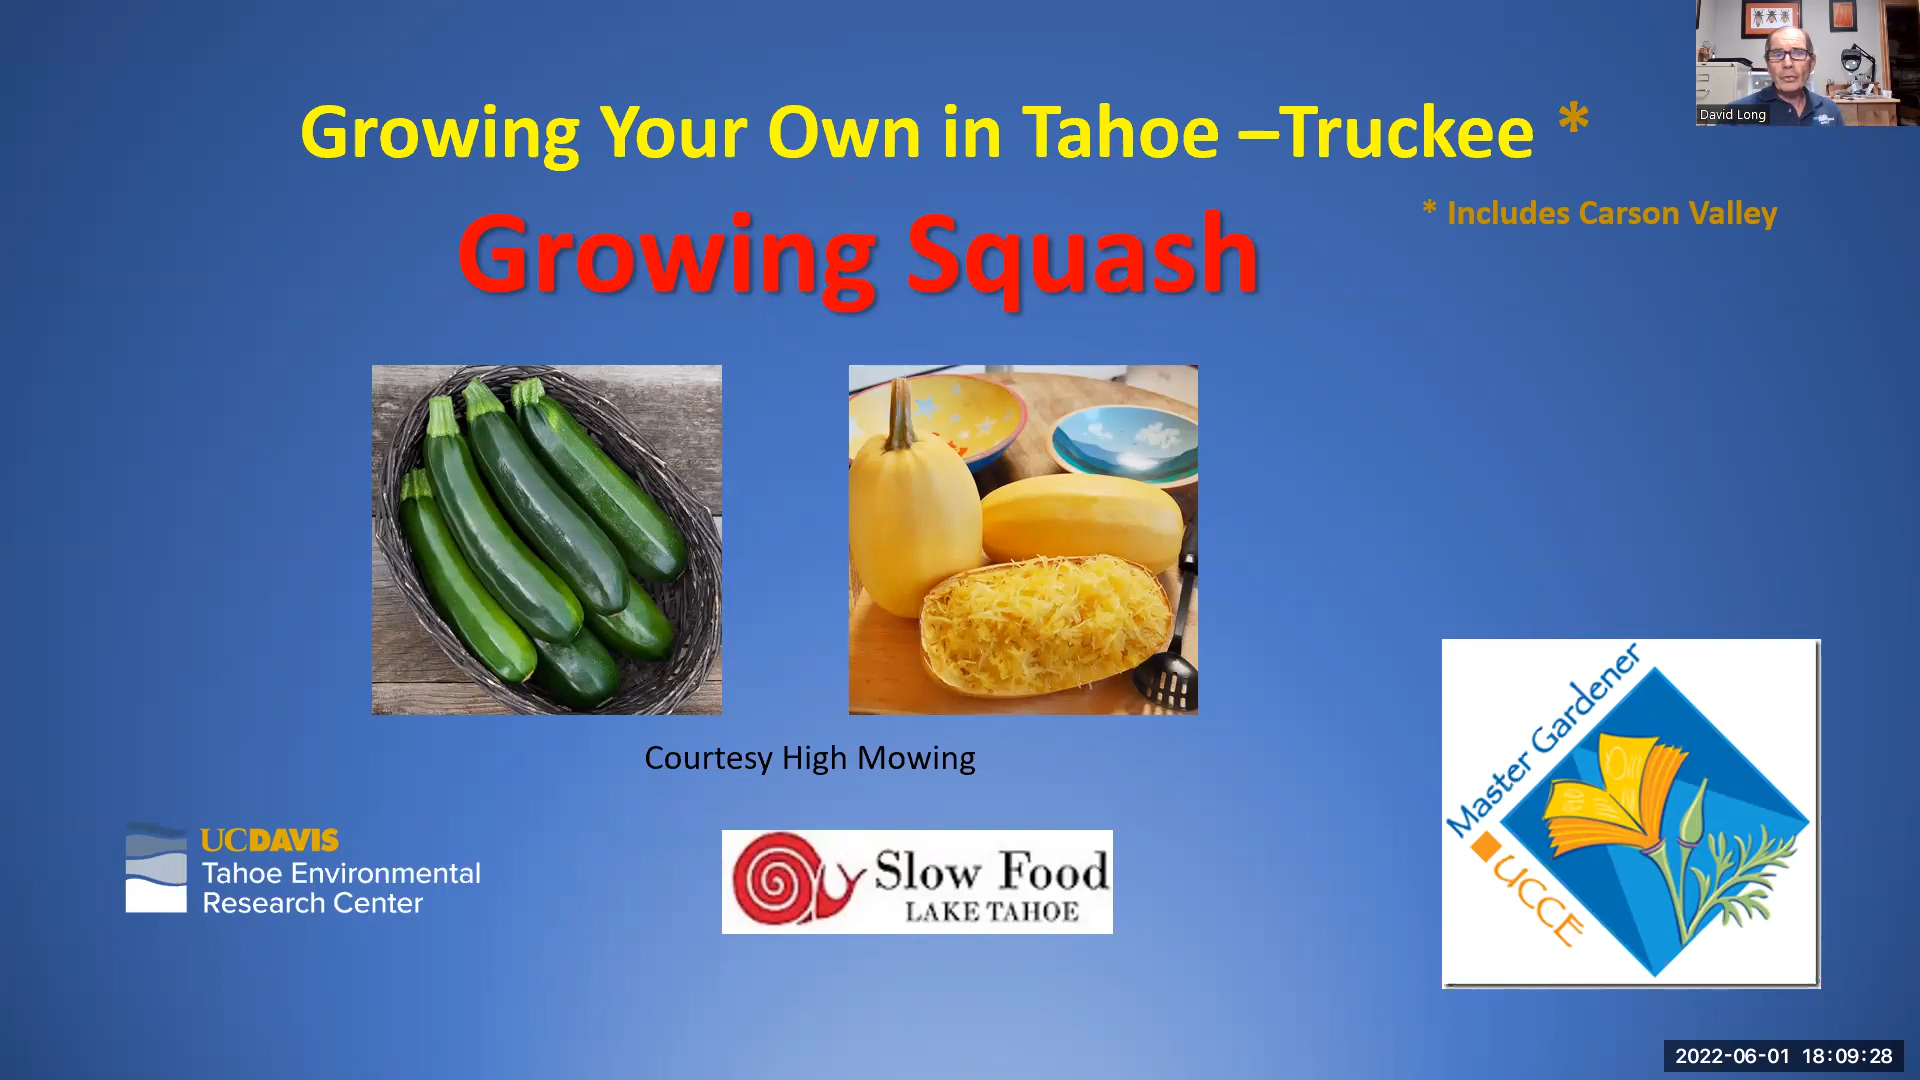 Growing Your Own in Tahoe –Truckee *
David Long
* Includes Carson Valley
Growing Squash
Courtesy High Mowing
Master Gardener
UCCE
UCDAVIS
Tahoe Environmental
Research Center
Slow Food
LAKE TAHOE
2022-06-01 18:09:28